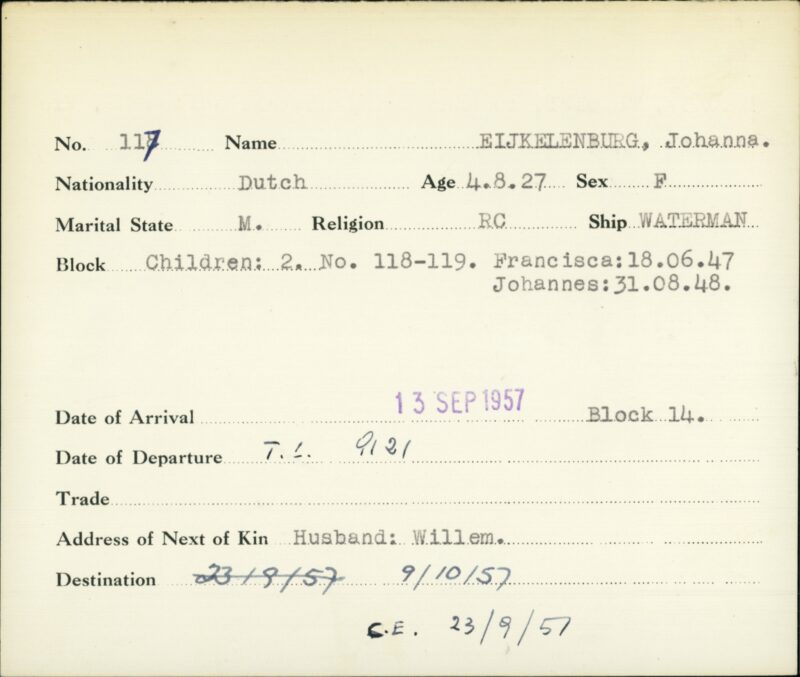 No. 117 Name EIJKELENBURG, Johanna.
Nationality Dutch Age 4.8.27 Sex F
Marital State M. Religion RC Ship WATERMAN
Block Children: 2. No. 118-119. Francisca:18.06.47
Johannes:31.08.48.
Date of Arrival 13 SEP 1957 Block 14.
Date of Departure T.L. 9121
Trade
Address of Next of Kin Husband: Willem.
Destination 23/9/57 9/10/57
C.E. 23/9/57